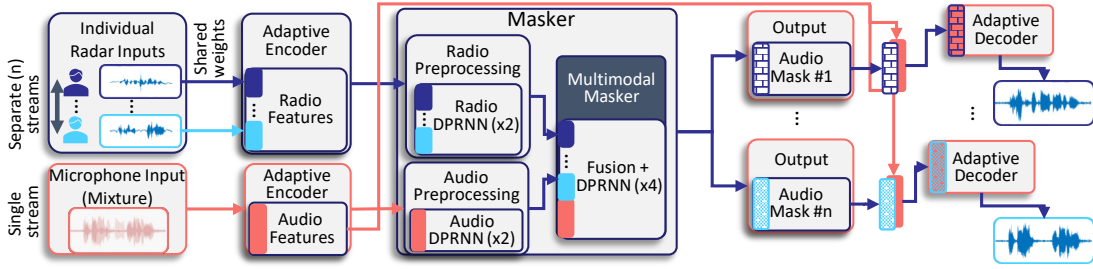 Separate (n)
streams
Individual
Radar Inputs
Shared
weights
Adaptive
Encoder
Radio
Features
Masker
Radio
Preprocessing
Radio
DPRNN (x2)
Multimodal
Masker
Fusion +
DPRNN (x4)
Output
Audio
Mask #1
Adaptive
Decoder
Single
stream
Microphone Input
(Mixture)
Adaptive
Encoder
Audio
Features
Audio
Preprocessing
Audio
DPRNN (x2)
Output
Audio
Mask #n
Adaptive
Decoder